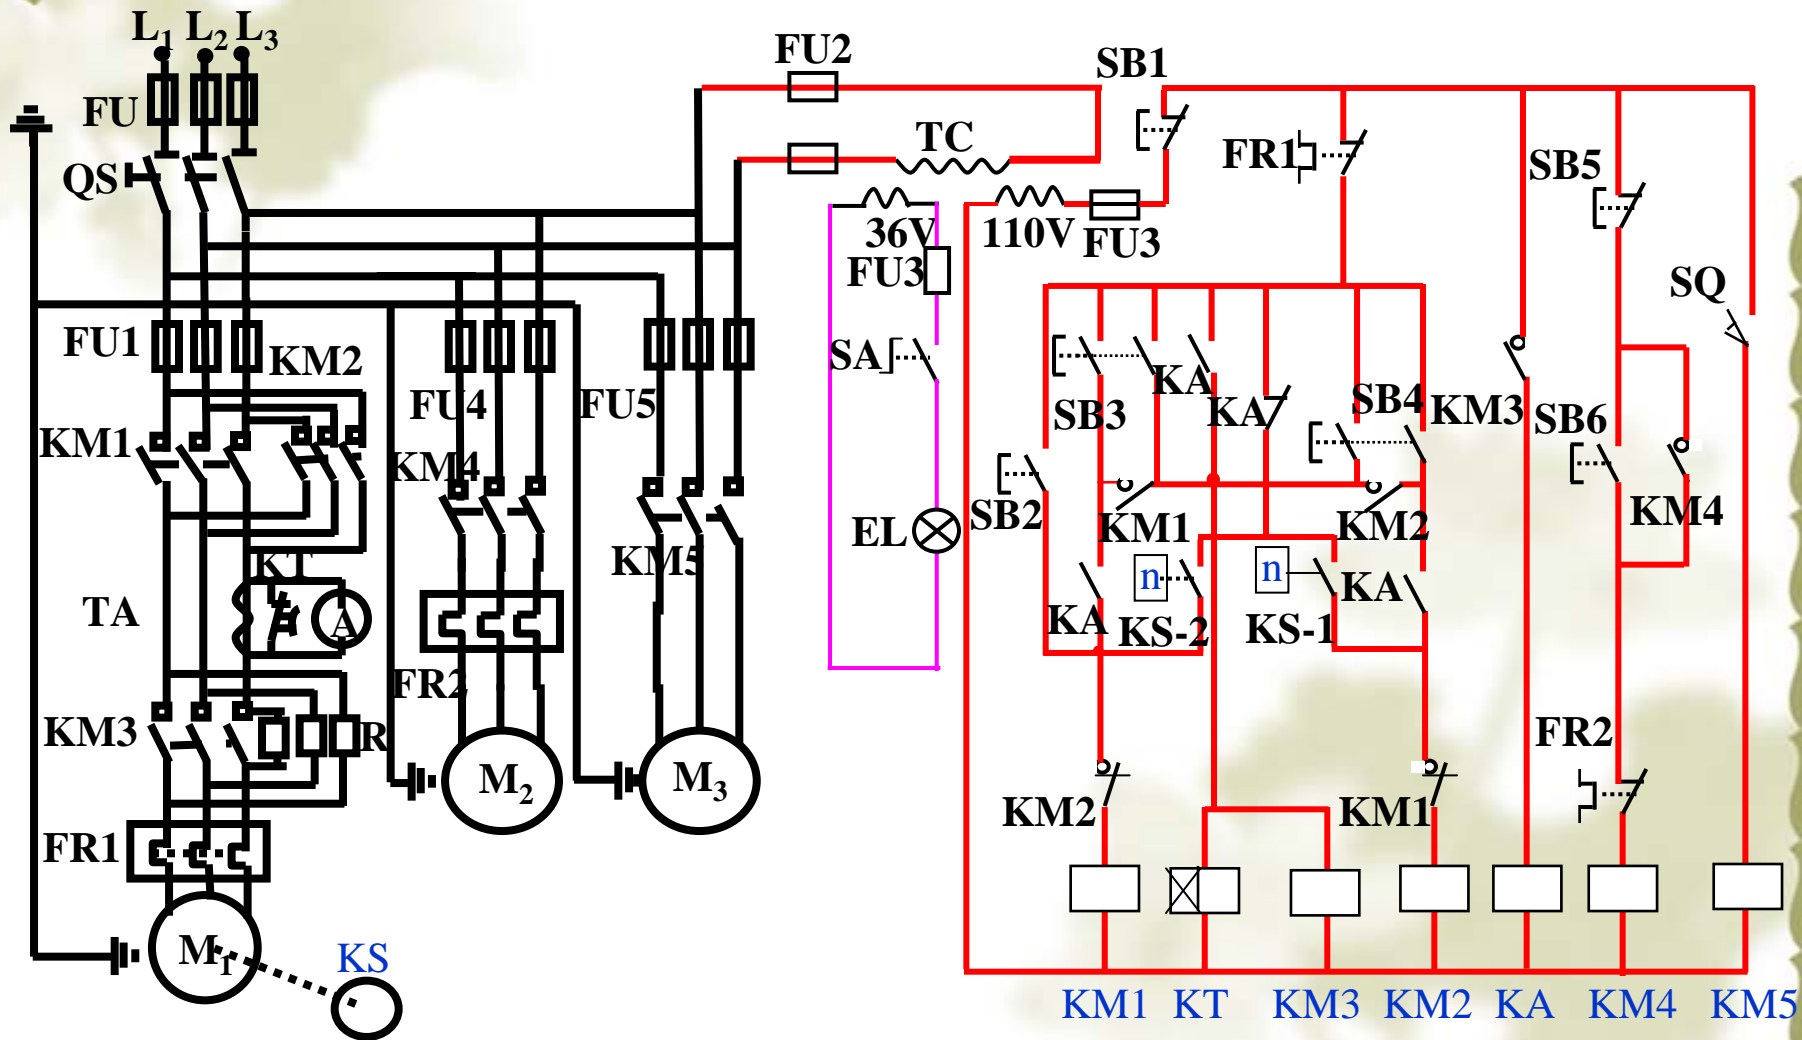 L1 L2 L3
FU2
SB1
FU
TC
FR1
SB5
QS
36V
110V
FU3
FU3
SQ
FU1
KM2
SA
KA
FU4
FU5
SB3
KA
SB4
KM3
SB6
KM1
KM4
SB2
KM1
KM2
KM4
EL
KT
KM5
n
n
TA
A
KA
KS-2
KS-1
KA
FR2
KM3
R
FR2
M2
M3
KM2
KM1
FR1
M1
KS
KM1 KT KM3 KM2 KA KM4 KM5